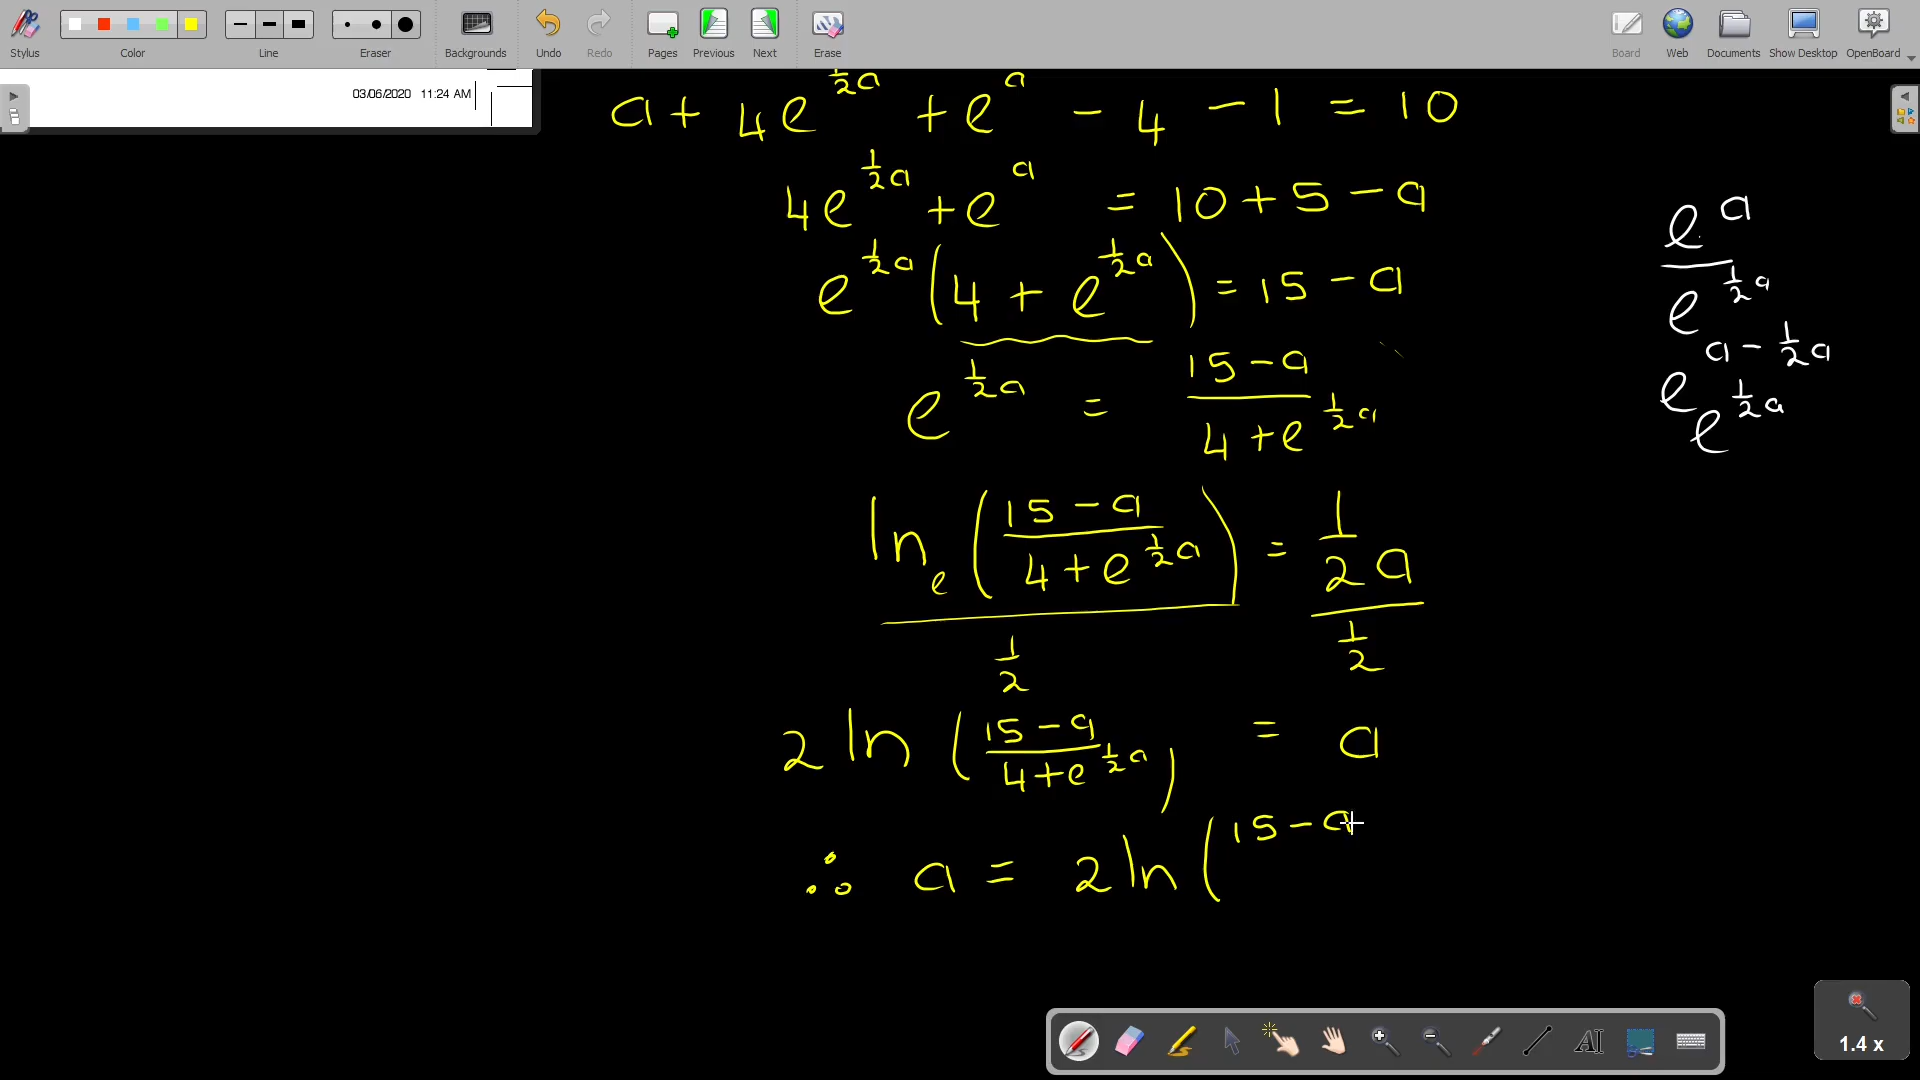 Stylus Color Line Eraser Backgrounds Undo Redo Pages Previous Next Erase Board Web Documents Show Desktop OpenBoard
03/06/2020 11:24 AM
a + 4e^{½a} + e^a - 4 - 1 = 10
4e^{½a} + e^a = 10 + 5 - a
e^{½a}(4 + e^{½a}) = 15 - a
e^{½a} = (15 - a)/(4 + e^{½a})
ln_e((15 - a)/(4 + e^{½a})) / ½ = ½a / ½
2 ln((15 - a)/(4 + e^{½a})) = a
∴ a = 2 ln(15 - a
e^a / e^{½a}
e^{a - ½a}
e^{½a}
1.4 x